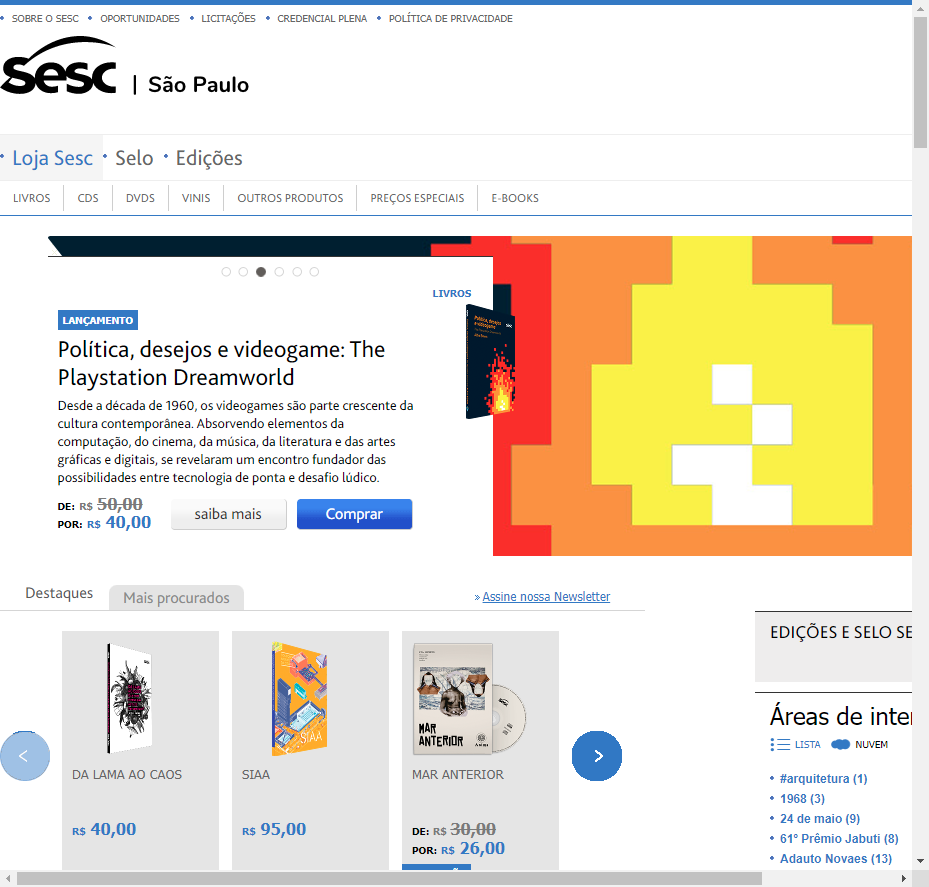 SOBRE O SESC
OPORTUNIDADES
LICITAÇÕES
CREDENCIAL PLENA
POLÍTICA DE PRIVACIDADE
Sesc | São Paulo
Loja Sesc
Selo
Edições
LIVROS
CDS
DVDS
VINIS
OUTROS PRODUTOS
PREÇOS ESPECIAIS
E-BOOKS
LIVROS
LANÇAMENTO
Política, desejos e videogame: The
Playstation Dreamworld
Desde a década de 1960, os videogames são parte crescente da
cultura contemporânea. Absorvendo elementos da
computação, do cinema, da música, da literatura e das artes
gráficas e digitais, se revelaram um encontro fundador das
possibilidades entre tecnologia de ponta e desafio lúdico.
DE: R$ 50,00
POR: R$ 40,00
saiba mais
Comprar
Política, desejos
e videogame
Destaques
Mais procurados
» Assine nossa Newsletter
SIAA
MAR
ANTERIOR
DA LAMA AO CAOS
R$ 40,00
SIAA
R$ 95,00
MAR ANTERIOR
DE: R$ 30,00
POR: R$ 26,00
EDIÇÕES E SELO SE
Áreas de inter
LISTA
NUVEM
#arquitetura (1)
1968 (3)
24 de maio (9)
61º Prêmio Jabuti (8)
Adauto Novaes (13)